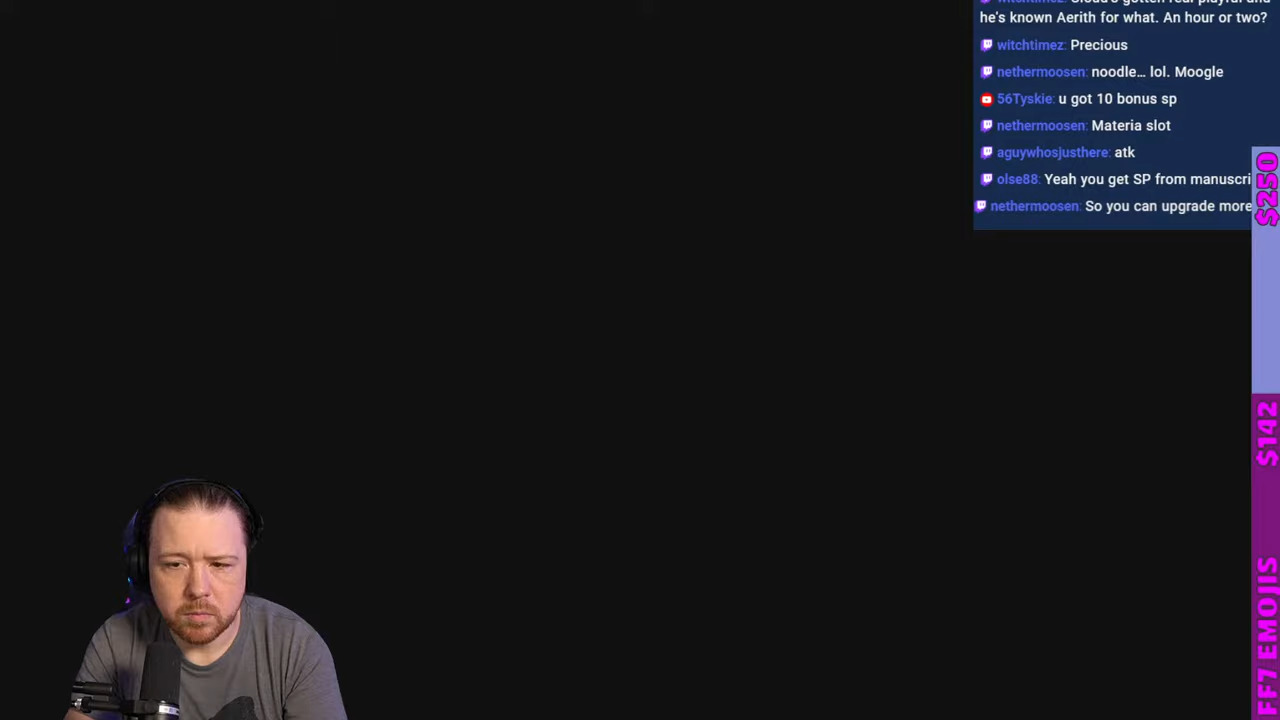 he's known Aerith for what. An hour or two?
witchtimez: Precious
nethermoosen: noodle... lol. Moogle
56Tyskie: u got 10 bonus sp
nethermoosen: Materia slot
aguywhosjusthere: atk
olse88: Yeah you get SP from manuscri
nethermoosen: So you can upgrade more
$250
$142
FF7 EMOJIS